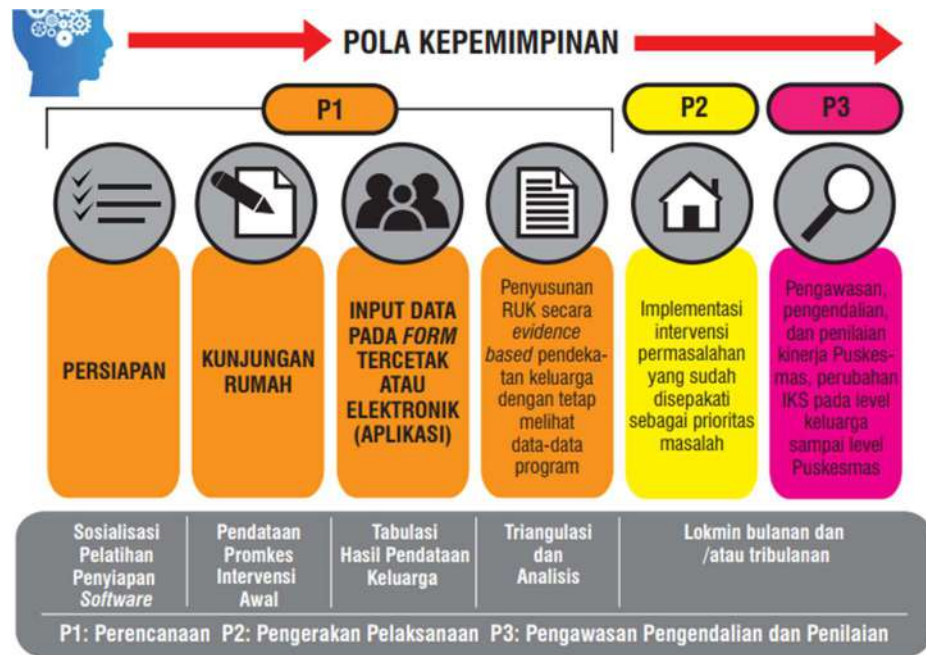 POLA KEPEMIMPINAN
P1
P2
P3
PERSIAPAN
KUNJUNGAN
RUMAH
INPUT DATA
PADA FORM
TERCETAK
ATAU
ELEKTRONIK
(APLIKASI)
Penyusunan
RUK secara
evidence
based pendeka-
tan keluarga
dengan tetap
melihat
data-data
program
Implementasi
intervensi
permasalahan
yang sudah
disepakati
sebagai prioritas
masalah
Pengawasan,
pengendalian,
dan penilaian
kinerja Puskes-
mas, perubahan
IKS pada level
keluarga
sampai level
Puskesmas
Sosialisasi
Pelatihan
Penyiapan
Software
Pendataan
Promkes
Intervensi
Awal
Tabulasi
Hasil Pendataan
Keluarga
Triangulasi
dan
Analisis
Lokmin bulanan dan
/atau tribulanan
P1: Perencanaan P2: Pengerakan Pelaksanaan P3: Pengawasan Pengendalian dan Penilaian